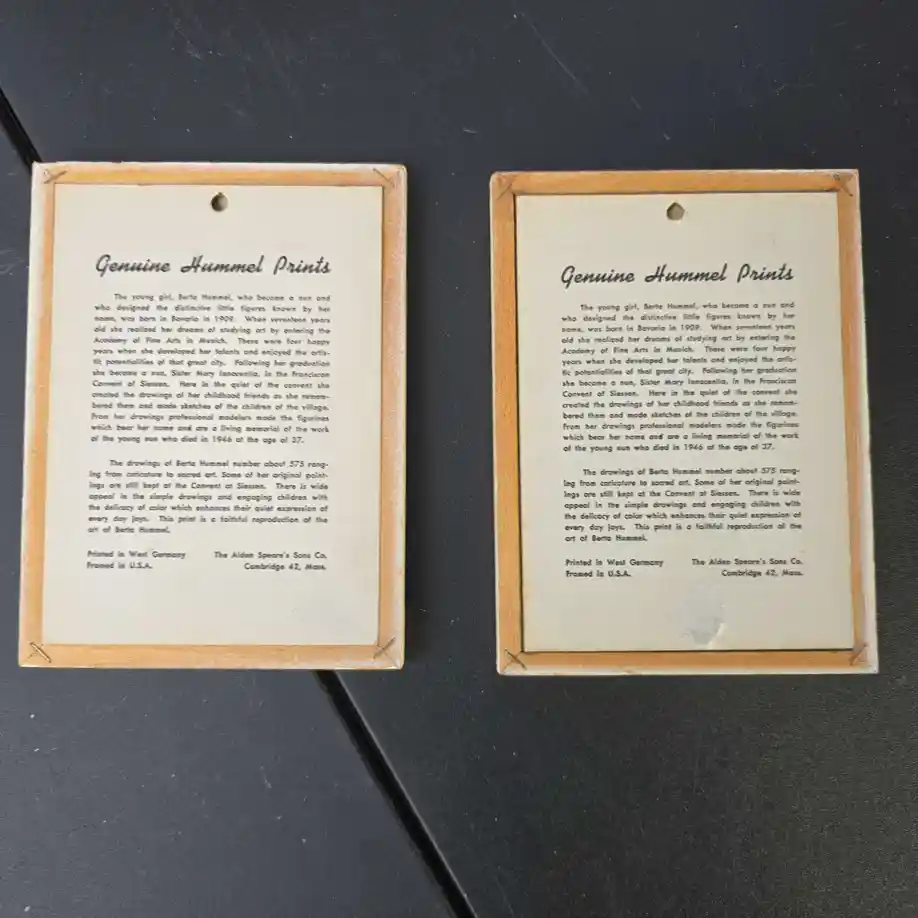 Genuine Hummel Prints
The young girl, Berta Hummel, who became a nun and
who designed the distinctive little figures known by her
name, was born in Bavaria in 1909. When seventeen years
old she realized her dreams of studying art by entering the
Academy of Fine Arts in Munich. These were four happy
years when she developed her talents and enjoyed the artis-
tic potentialities of that great city. Following her graduation
she became a nun, Sister Mary Innocentia, in the Franciscan
Convent of Siessen. Here in the quiet of the convent she
created the drawings of her childhood friends as she remem-
bered them and made sketches of the children of the village.
From her drawings professional modelers made the figurines
which bear her name and are a living memorial of the work
of the young nun who died in 1946 at the age of 37.
The drawings of Berta Hummel number about 575 rang-
ing from caricature to sacred art. Some of her original paint-
ings are still kept at the Convent at Siessen. There is wide
appeal in the simple drawings and engaging children with
the delicacy of color which enhances their quiet expression of
every day joys. This print is a faithful reproduction of the
art of Berta Hummel.
Printed in West Germany The Alden Speare's Sons Co.
Framed in U.S.A. Cambridge 42, Mass.
Genuine Hummel Prints
The young girl, Berta Hummel, who became a nun and
who designed the distinctive little figures known by her
name, was born in Bavaria in 1909. When seventeen years
old she realized her dreams of studying art by entering the
Academy of Fine Arts in Munich. These were four happy
years when she developed her talents and enjoyed the artis-
tic potentialities of that great city. Following her graduation
she became a nun, Sister Mary Innocentia, in the Franciscan
Convent of Siessen. Here in the quiet of the convent she
created the drawings of her childhood friends as she remem-
bered them and made sketches of the children of the village.
From her drawings professional modelers made the figurines
which bear her name and are a living memorial of the work
of the young nun who died in 1946 at the age of 37.
The drawings of Berta Hummel number about 575 rang-
ing from caricature to sacred art. Some of her original paint-
ings are still kept at the Convent at Siessen. There is wide
appeal in the simple drawings and engaging children with
the delicacy of color which enhances their quiet expression of
every day joys. This print is a faithful reproduction of the
art of Berta Hummel.
Printed in West Germany The Alden Speare's Sons Co.
Framed in U.S.A. Cambridge 42, Mass.